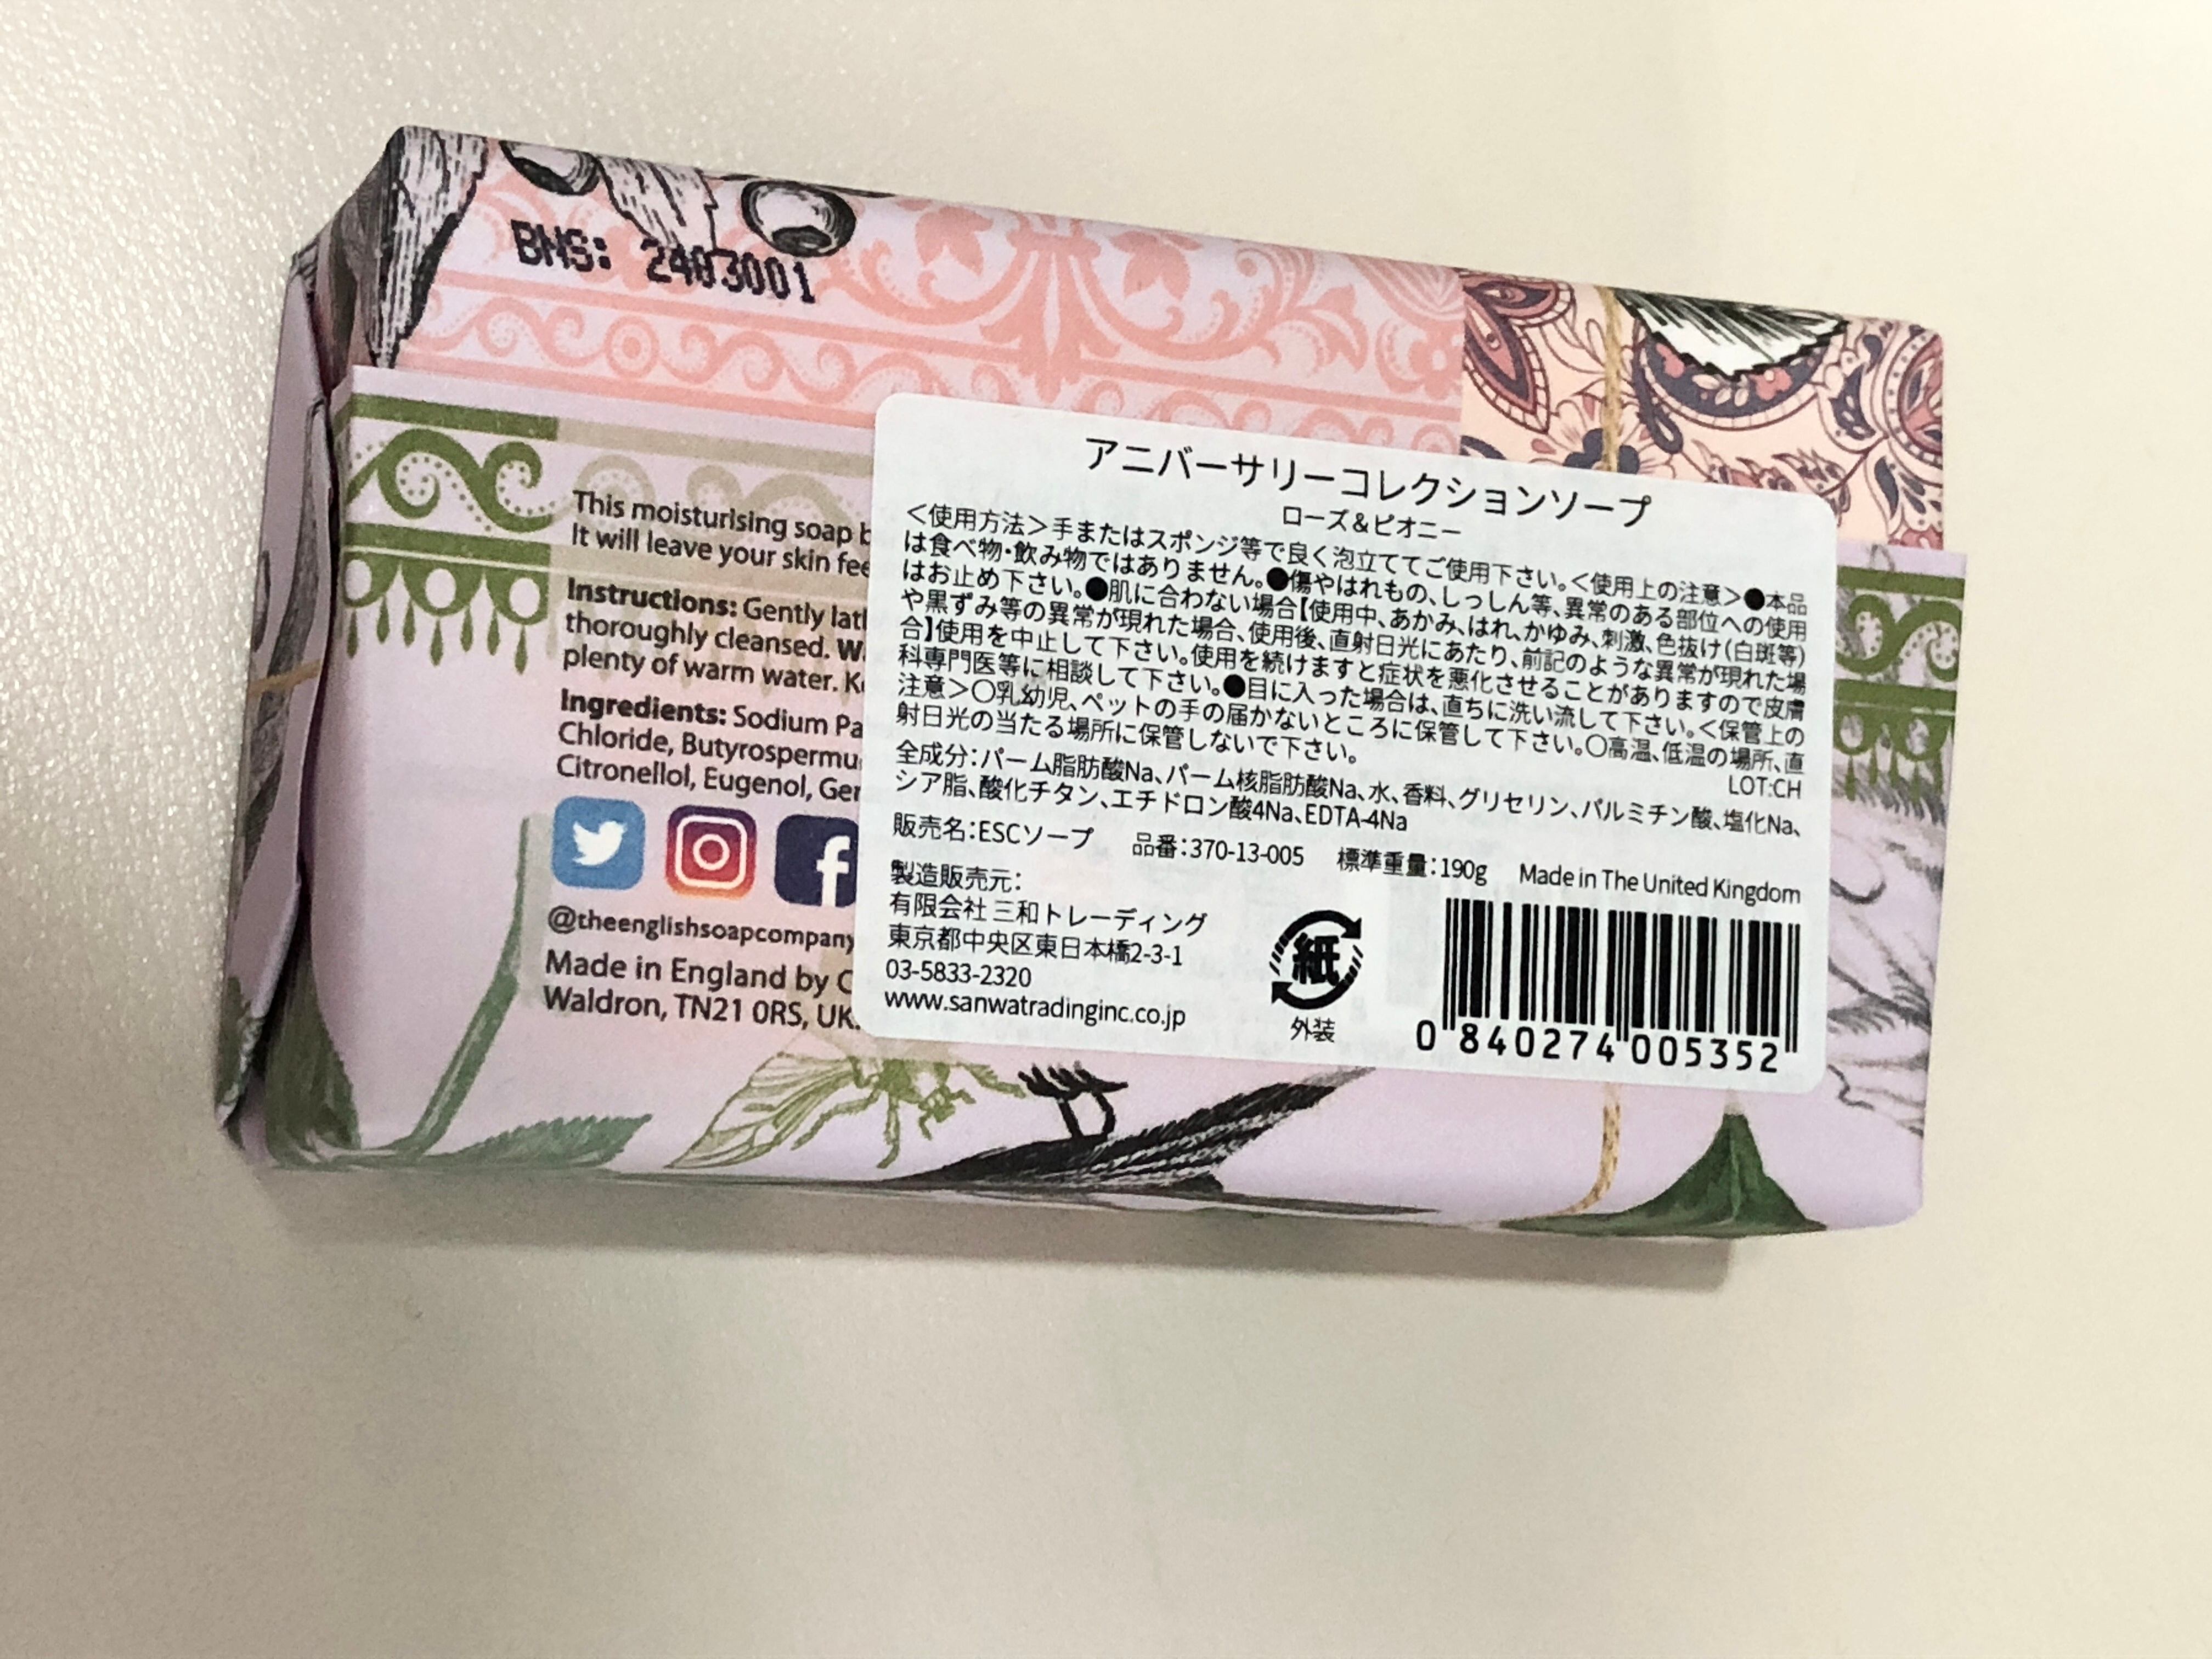 BNS: 2403001
This moisturising soap
It will leave your skin
Instructions: Gently
thoroughly cleansed.
plenty of warm water.
Ingredients: Sodium
Chloride,
Citronellol, Eugenol,
@theenglishsoapcompany
Made in England by
Waldron, TN21 0RS, UK.
アニバーサリーコレクションソープ
ローズ&ピオニー
<使用方法>手またはスポンジ等で良く泡立ててご使用下さい。<使用上の注意>●本品
は食べ物・飲み物ではありません。●傷やはれもの、しっしん等、異常のある部位への使用
はお止め下さい。●肌に合わない場合【使用中、あかみ、はれ、かゆみ、刺激、色抜け(白斑等)
や黒ずみ等の異常が現れた場合、使用後、直射日光にあたり、前記のような異常が現れた場
合】使用を中止して下さい。使用を続けますと症状を悪化させることがありますので皮膚
科専門医等に相談して下さい。●目に入った場合は、直ちに洗い流して下さい。<保管上の
注意>○乳幼児、ペットの手の届かないところに保管して下さい。○高温、低温の場所、直
射日光の当たる場所に保管しないで下さい。
LOT:CH
全成分:パーム脂肪酸Na、パーム核脂肪酸Na、水、香料、グリセリン、パルミチン酸、塩化Na、
シア脂、酸化チタン、エチドロン酸4Na、EDTA-4Na
販売名:ESCソープ 品番:370-13-005 標準重量:190g Made in The United Kingdom
製造販売元:
有限会社 三和トレーディング
東京都中央区東日本橋2-3-1
03-5833-2320
www.sanwatradinginc.co.jp
紙
外装
0 840274 005352